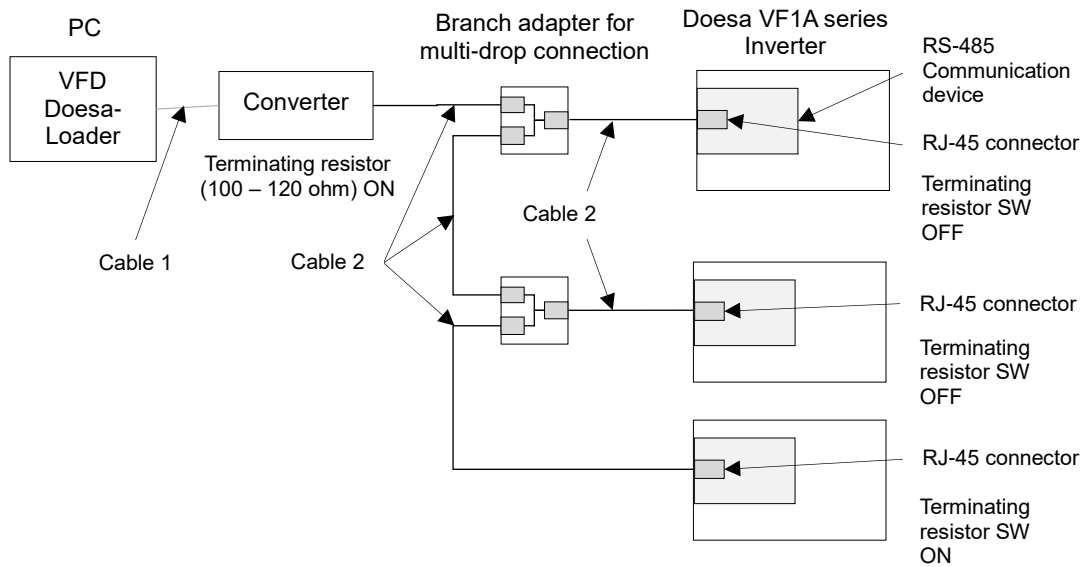 PC
VFD
Doesa-
Loader
Converter
Terminating resistor
(100 – 120 ohm) ON
Cable 1
Cable 2
Branch adapter for
multi-drop connection
Cable 2
Doesa VF1A series
Inverter
RS-485
Communication
device
RJ-45 connector
Terminating
resistor SW
OFF
RJ-45 connector
Terminating
resistor SW
OFF
RJ-45 connector
Terminating
resistor SW
ON